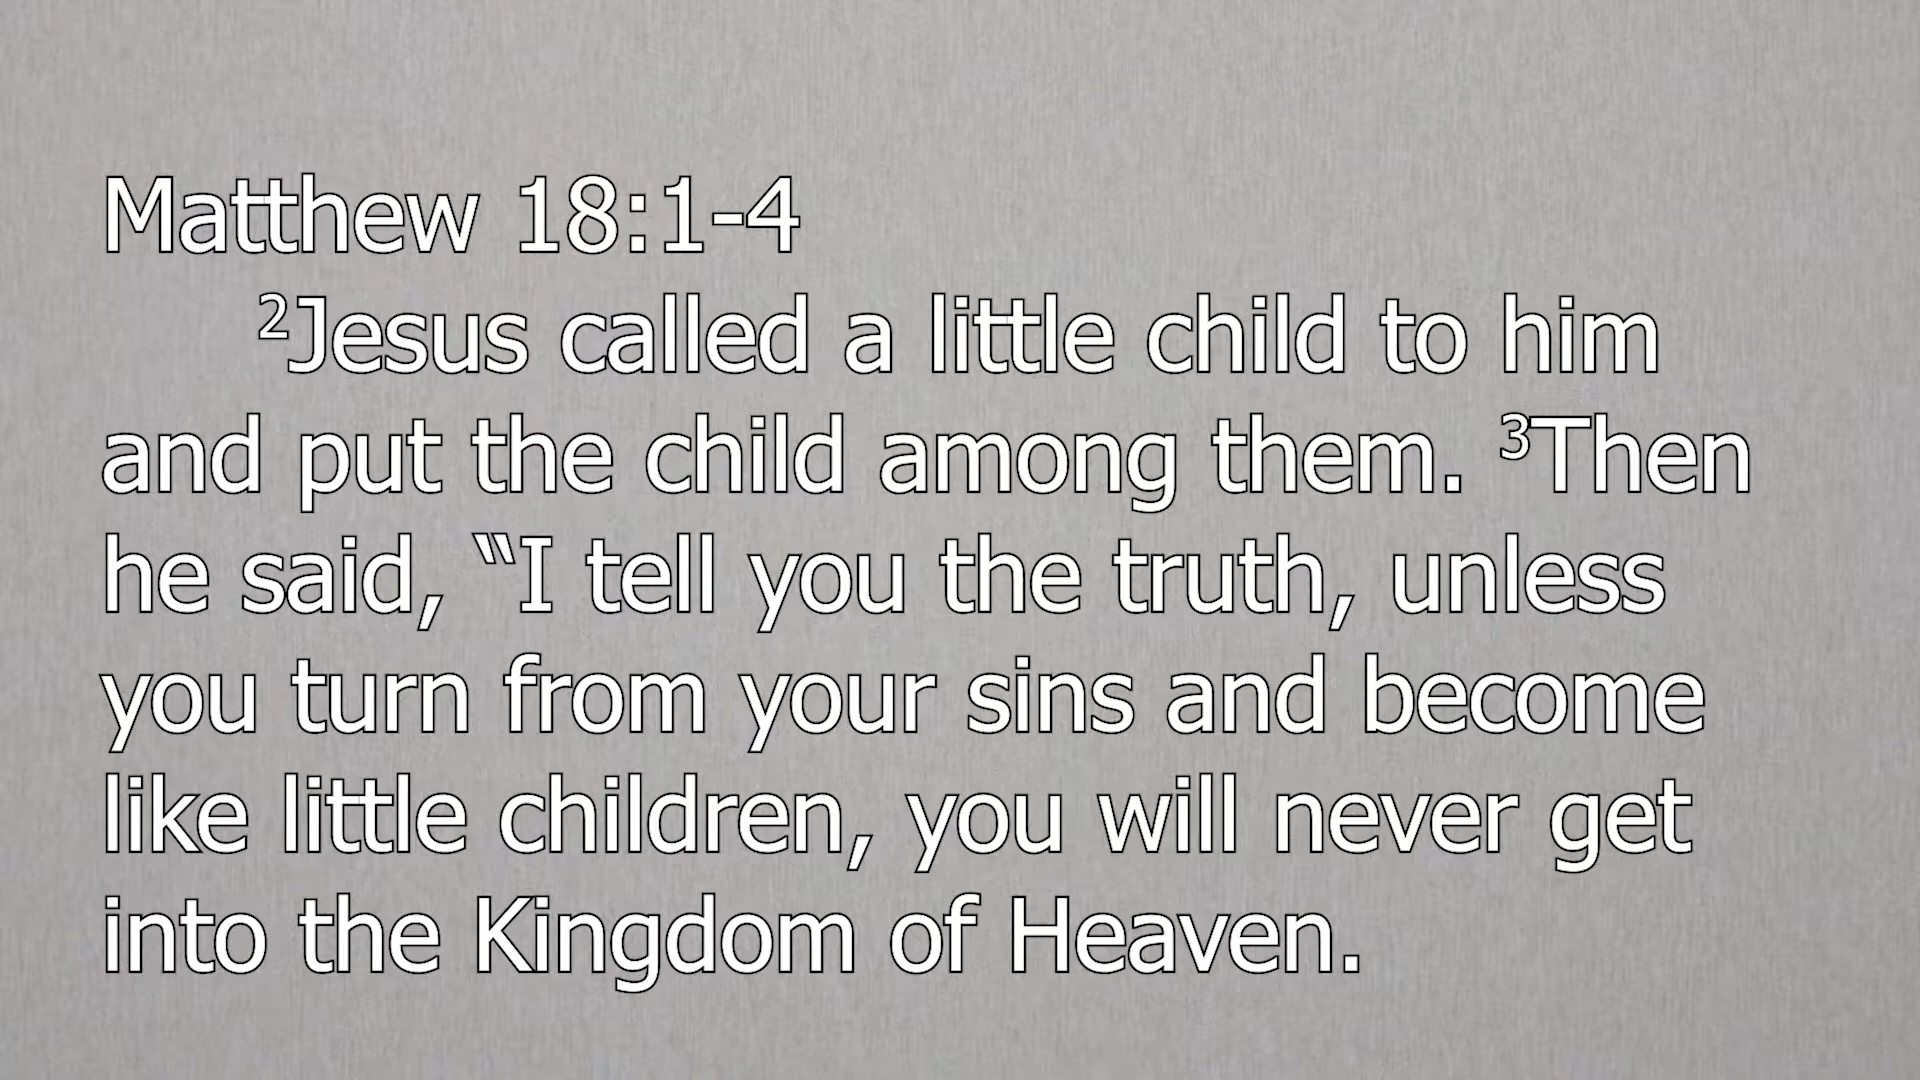 Matthew 18:1-4
²Jesus called a little child to him
and put the child among them. ³Then
he said, “I tell you the truth, unless
you turn from your sins and become
like little children, you will never get
into the Kingdom of Heaven.